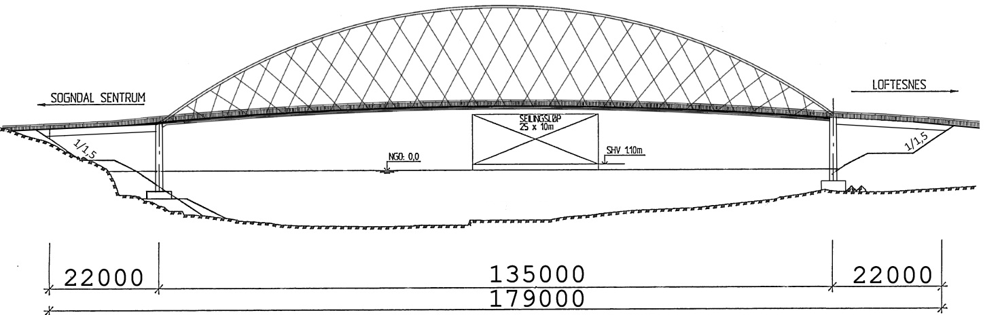 SOGNDAL SENTRUM
LOFTESNES
SEILINGSLØP
25 x 10m
NGO: 0,0
SHV 1.10m
1/1,5
1/1,5
22000
135000
22000
179000